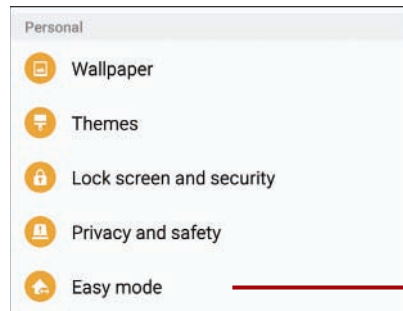 Personal
Wallpaper
Themes
Lock screen and security
Privacy and safety
Easy mode